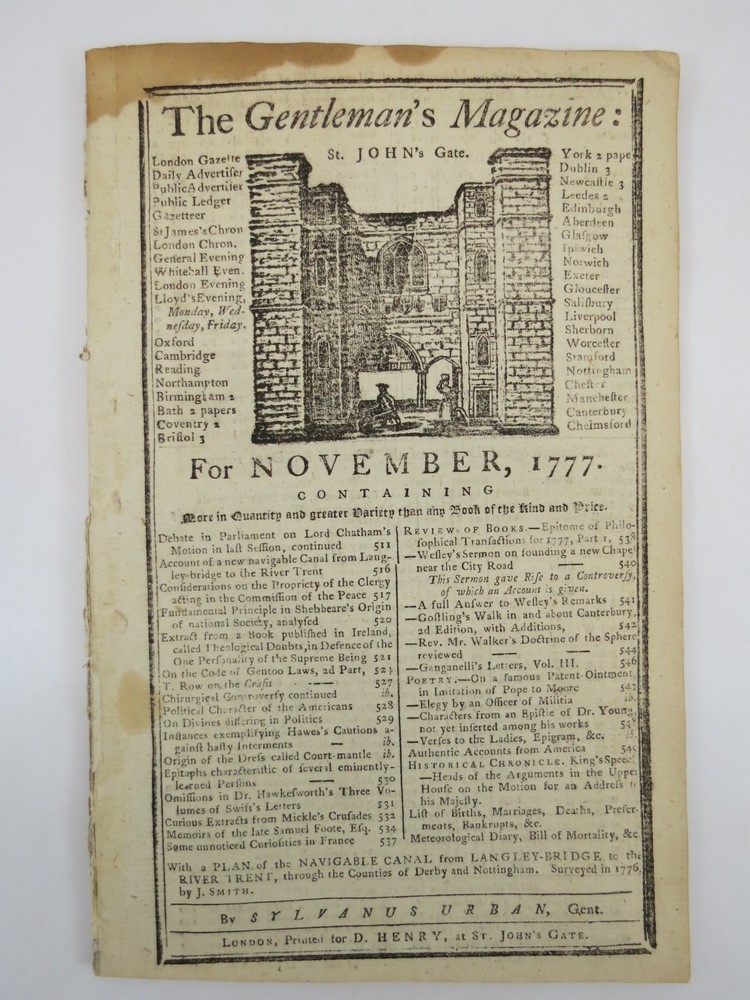 The Gentleman's Magazine:
St. JOHN's Gate.
London Gazette
Daily Advertiſer
Public Advertiſer
Public Ledger
Gazetteer
St James's Chron
London Chron.
General Evening
Whitehall Even.
London Evening
Lloyd's Evening,
Monday, Wed-
neſday, Friday.
Oxford
Cambridge
Reading
Northampton
Birmingham 2
Bath 2 papers
Coventry 2
Briſtol 3
York 2 pape
Dublin 3
Newcaſtle 3
Leedes 2
Edinburgh
Aberdeen
Glaſgow
Ipſwich
Norwich
Exeter
Glouceſter
Saliſbury
Liverpool
Sherborn
Worceſter
Stamford
Nottingham
Cheſter
Mancheſter
Canterbury
Chelmsford
For NOVEMBER, 1777.
CONTAINING
More in Quantity and greater Variety than any Book of the Kind and Price.
Debate in Parliament on Lord Chatham's
Motion in laſt Seſſion, continued 511
Account of a new navigable Canal from Lang-
ley-bridge to the River Trent 516
Conſiderations on the Propriety of the Clergy
acting in the Commiſſion of the Peace 517
Fundamental Principle in Shebbeare's Origin
of national Society, analyſed 520
Extract from a Book publiſhed in Ireland,
called Theological Doubts, in Defence of the
One Perſonality of the Supreme Being 521
On the Code of Gentoo Laws, 2d Part, 524
T. Row on the Craſis 527
Chirurgical Controverſy continued ib.
Political Character of the Americans 528
On Divines differing in Politics 529
Inſtances exemplifying Hawes's Cautions a-
gainſt haſty Interments — ib.
Origin of the Dreſs called Court-mantle ib.
Epitaphs characteriſtic of ſeveral eminently-
learned Perſons —— 530
Omiſſions in Dr. Hawkeſworth's Three Vo-
lumes of Swift's Letters 531
Curious Extracts from Mickle's Cruſades 532
Memoirs of the late Samuel Foote, Eſq. 534
Some unnoticed Curioſities in France 537
REVIEW OF BOOKS.—Epitome of Philo-
ſophical Tranſactions for 1777, Part 1, 538
—Weſley's Sermon on founding a new Chape
near the City Road —— 540
This Sermon gave Riſe to a Controverſy,
of which an Account is given.
—A full Anſwer to Weſley's Remarks 541
—Goſtling's Walk in and about Canterbury,
2d Edition, with Additions, 542
—Rev. Mr. Walker's Doctrine of the Sphere
reviewed —— —— 544
—Ganganelli's Letters, Vol. III. 546
POETRY.—On a famous Patent-Ointment,
in Imitation of Pope to Moore 547
—Elegy by an Officer of Militia ib.
—Characters from an Epiſtle of Dr. Young,
not yet inſerted among his works 548
—Verſes to the Ladies, Epigram, &c. ib.
Authentic Accounts from America 549
HISTORICAL CHRONICLE. King's Speech
—Heads of the Arguments in the Upper
Houſe on the Motion for an Addreſs to
his Majeſty.
Liſt of Births, Marriages, Deaths, Prefer-
ments, Bankrupts, &c.
Meteorological Diary, Bill of Mortality, &c.
With a PLAN of the NAVIGABLE CANAL from LANGLEY-BRIDGE to the
RIVER TRENT, through the Counties of Derby and Nottingham. Surveyed in 1776,
by J. SMITH.
By SYLVANUS URBAN, Gent.
LONDON, Printed for D. HENRY, at ST. JOHN'S GATE.